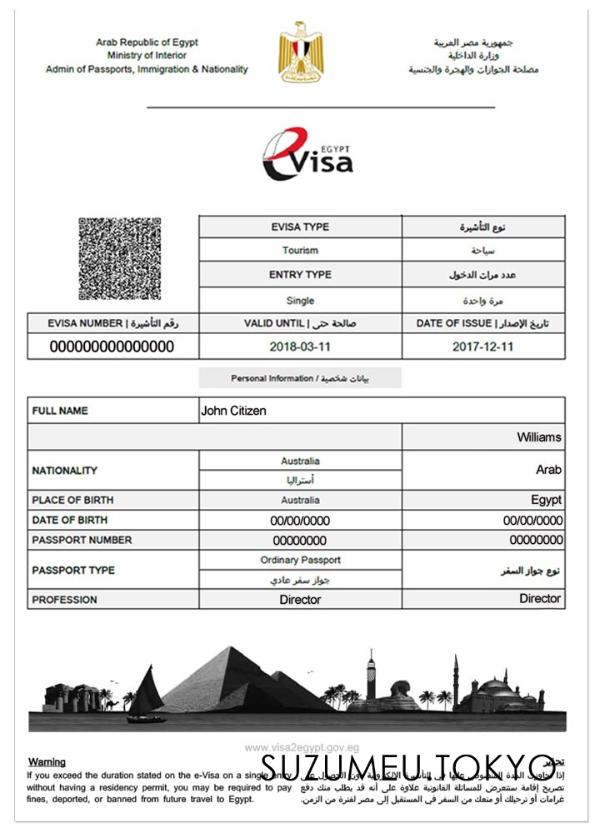 Arab Republic of Egypt
Ministry of Interior
Admin of Passports, Immigration & Nationality
جمهورية مصر العربية
وزارة الداخلية
مصلحة الجوازات والهجرة والجنسية
EGYPT
eVisa
EVISA TYPE نوع التأشيرة
Tourism سياحة
ENTRY TYPE عدد مرات الدخول
Single مرة واحدة
EVISA NUMBER | رقم التأشيرة VALID UNTIL | صالحة حتى DATE OF ISSUE | تاريخ الإصدار
000000000000000 2018-03-11 2017-12-11
Personal Information / بيانات شخصية
FULL NAME John Citizen
Williams
NATIONALITY Australia Arab
أستراليا
PLACE OF BIRTH Australia Egypt
DATE OF BIRTH 00/00/0000 00/00/0000
PASSPORT NUMBER 00000000 00000000
PASSPORT TYPE Ordinary Passport نوع جواز السفر
جواز سفر عادي
PROFESSION Director Director
www.visa2egypt.gov.eg
SUZUMEU.TOKYO
Warning
If you exceed the duration stated on the e-Visa on a single entry
without having a residency permit, you may be required to pay
fines, deported, or banned from future travel to Egypt.
تحذير
إذا تجاوزت المدة المنصوص عليها في التأشيرة الإلكترونية دون الحصول على
تصريح إقامة ستتعرض للمسائلة القانونية علاوة على أنه قد يطلب منك دفع
غرامات أو ترحيلك أو منعك من السفر في المستقبل إلى مصر لفترة من الزمن.